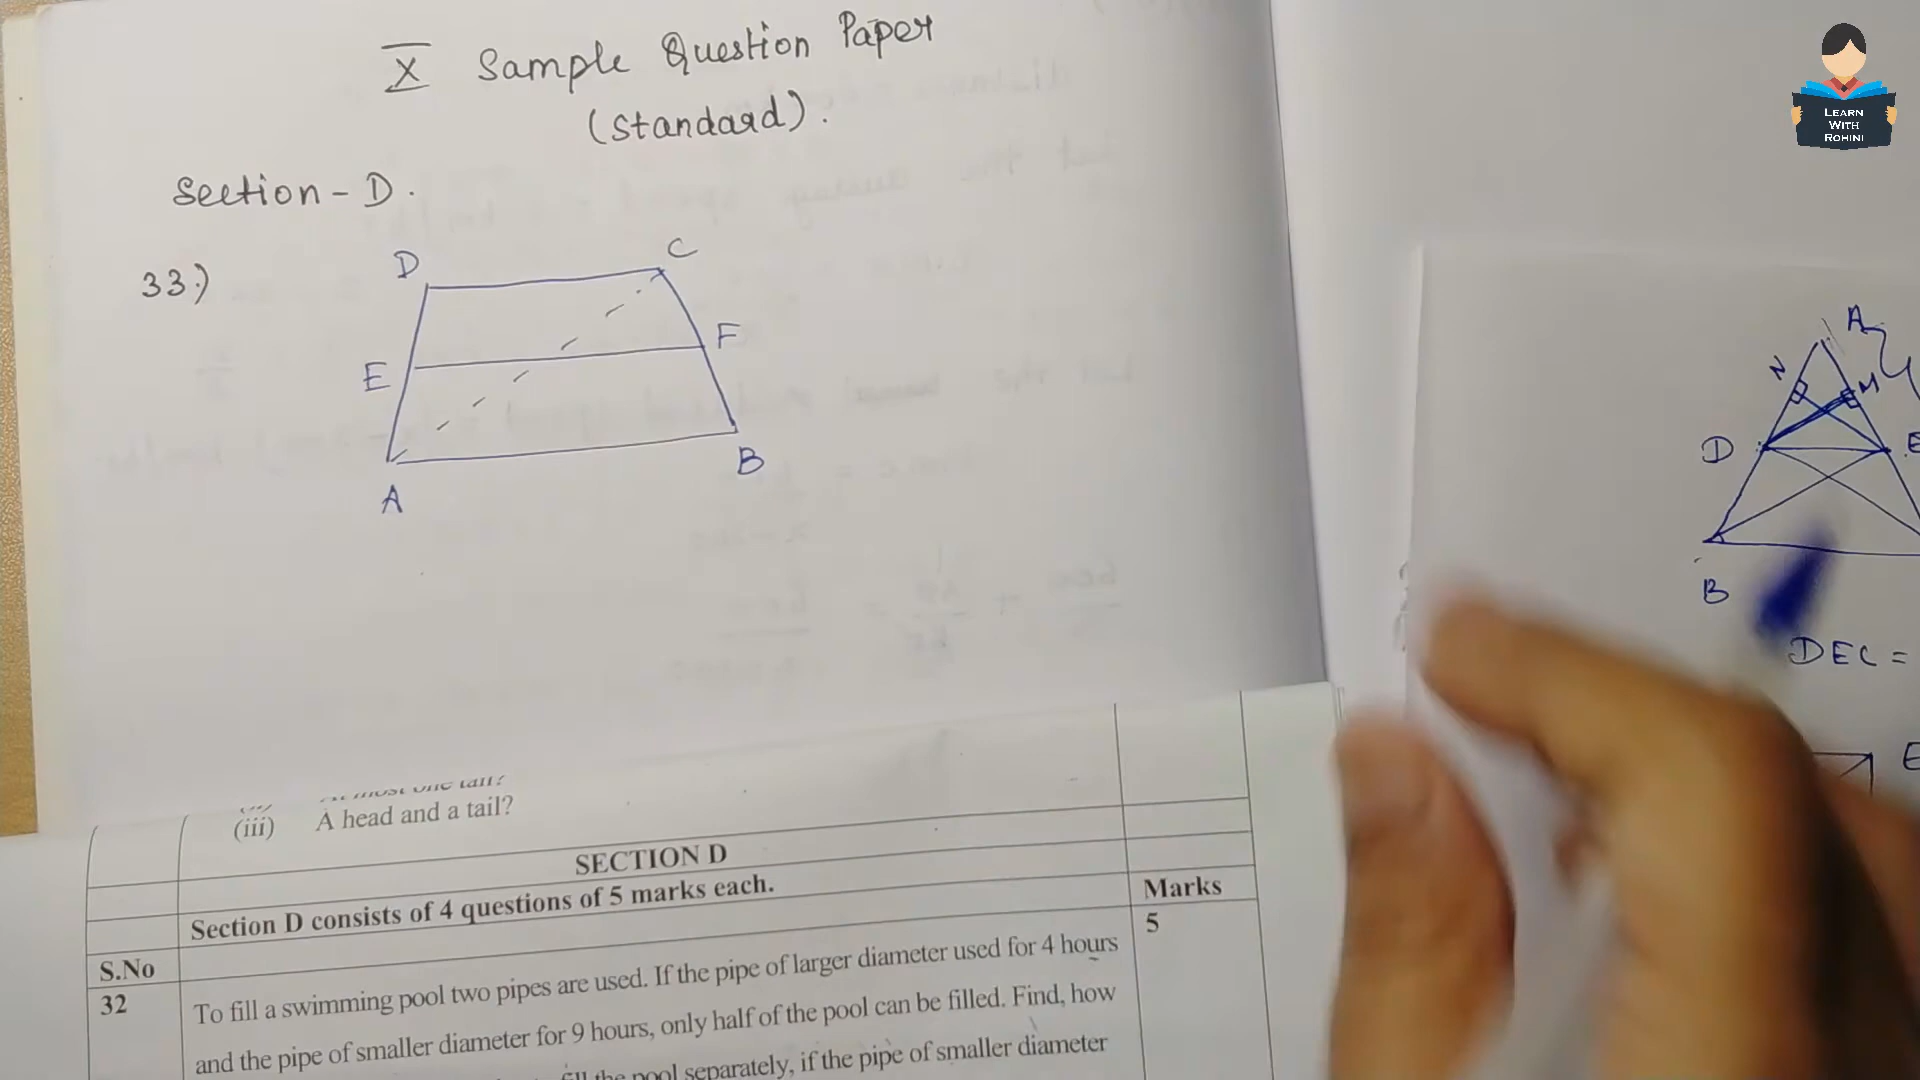 X Sample Question Paper
(Standard).
Section - D.
33.)
D
C
E
F
A
B
LEARN
WITH
ROHINI
A
N
M
D
E
B
DEC =
E
(iii) A head and a tail?
SECTION D
Section D consists of 4 questions of 5 marks each.
S.No
Marks
32
To fill a swimming pool two pipes are used. If the pipe of larger diameter used for 4 hours
5
and the pipe of smaller diameter for 9 hours, only half of the pool can be filled. Find, how
the pool separately, if the pipe of smaller diameter